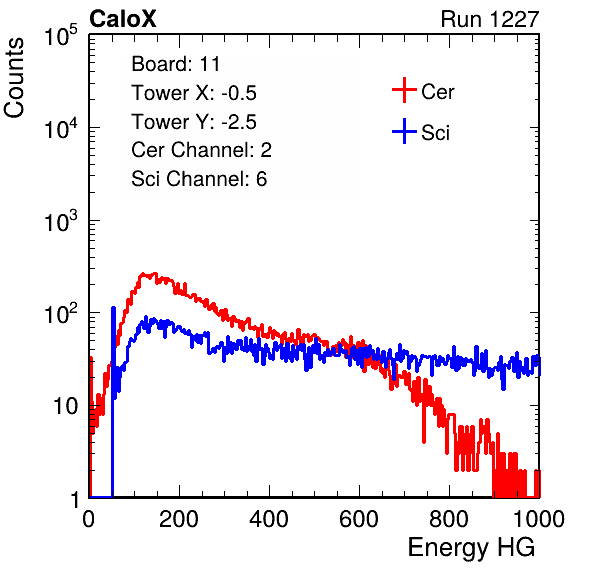 CaloX Run 1227
Counts
Board: 11
Tower X: -0.5
Tower Y: -2.5
Cer Channel: 2
Sci Channel: 6
Cer
Sci
10^5
10^4
10^3
10^2
10
1
0 200 400 600 800 1000
Energy HG